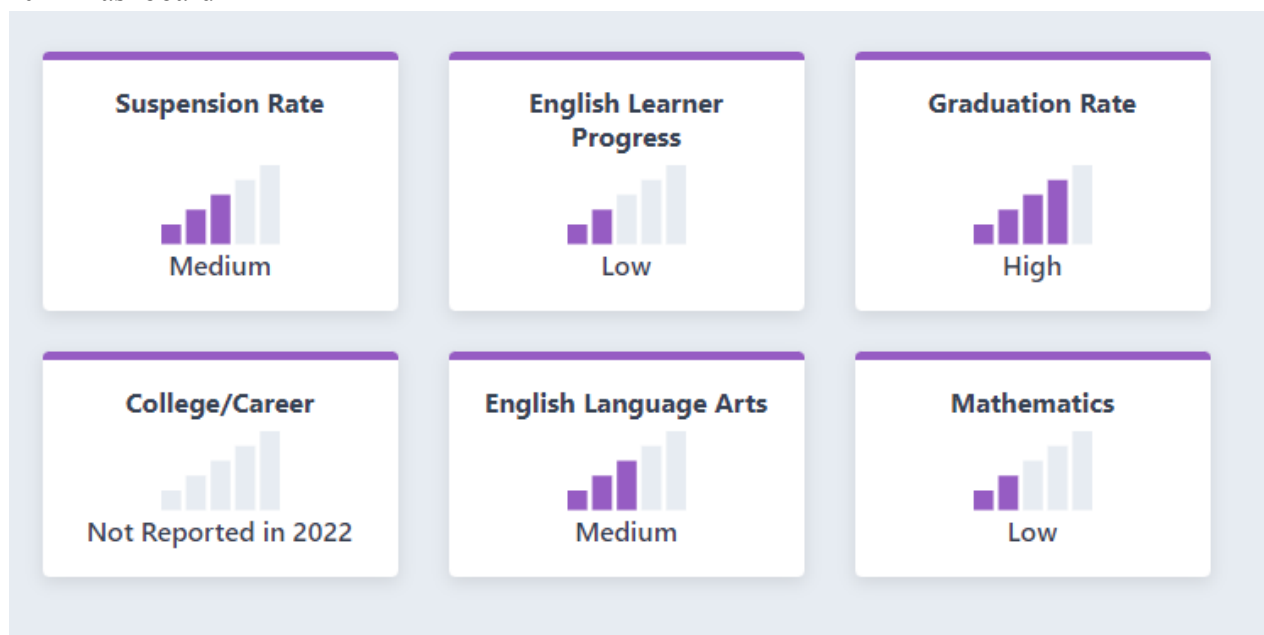 Suspension Rate
Medium
English Learner
Progress
Low
Graduation Rate
High
College/Career
Not Reported in 2022
English Language Arts
Medium
Mathematics
Low